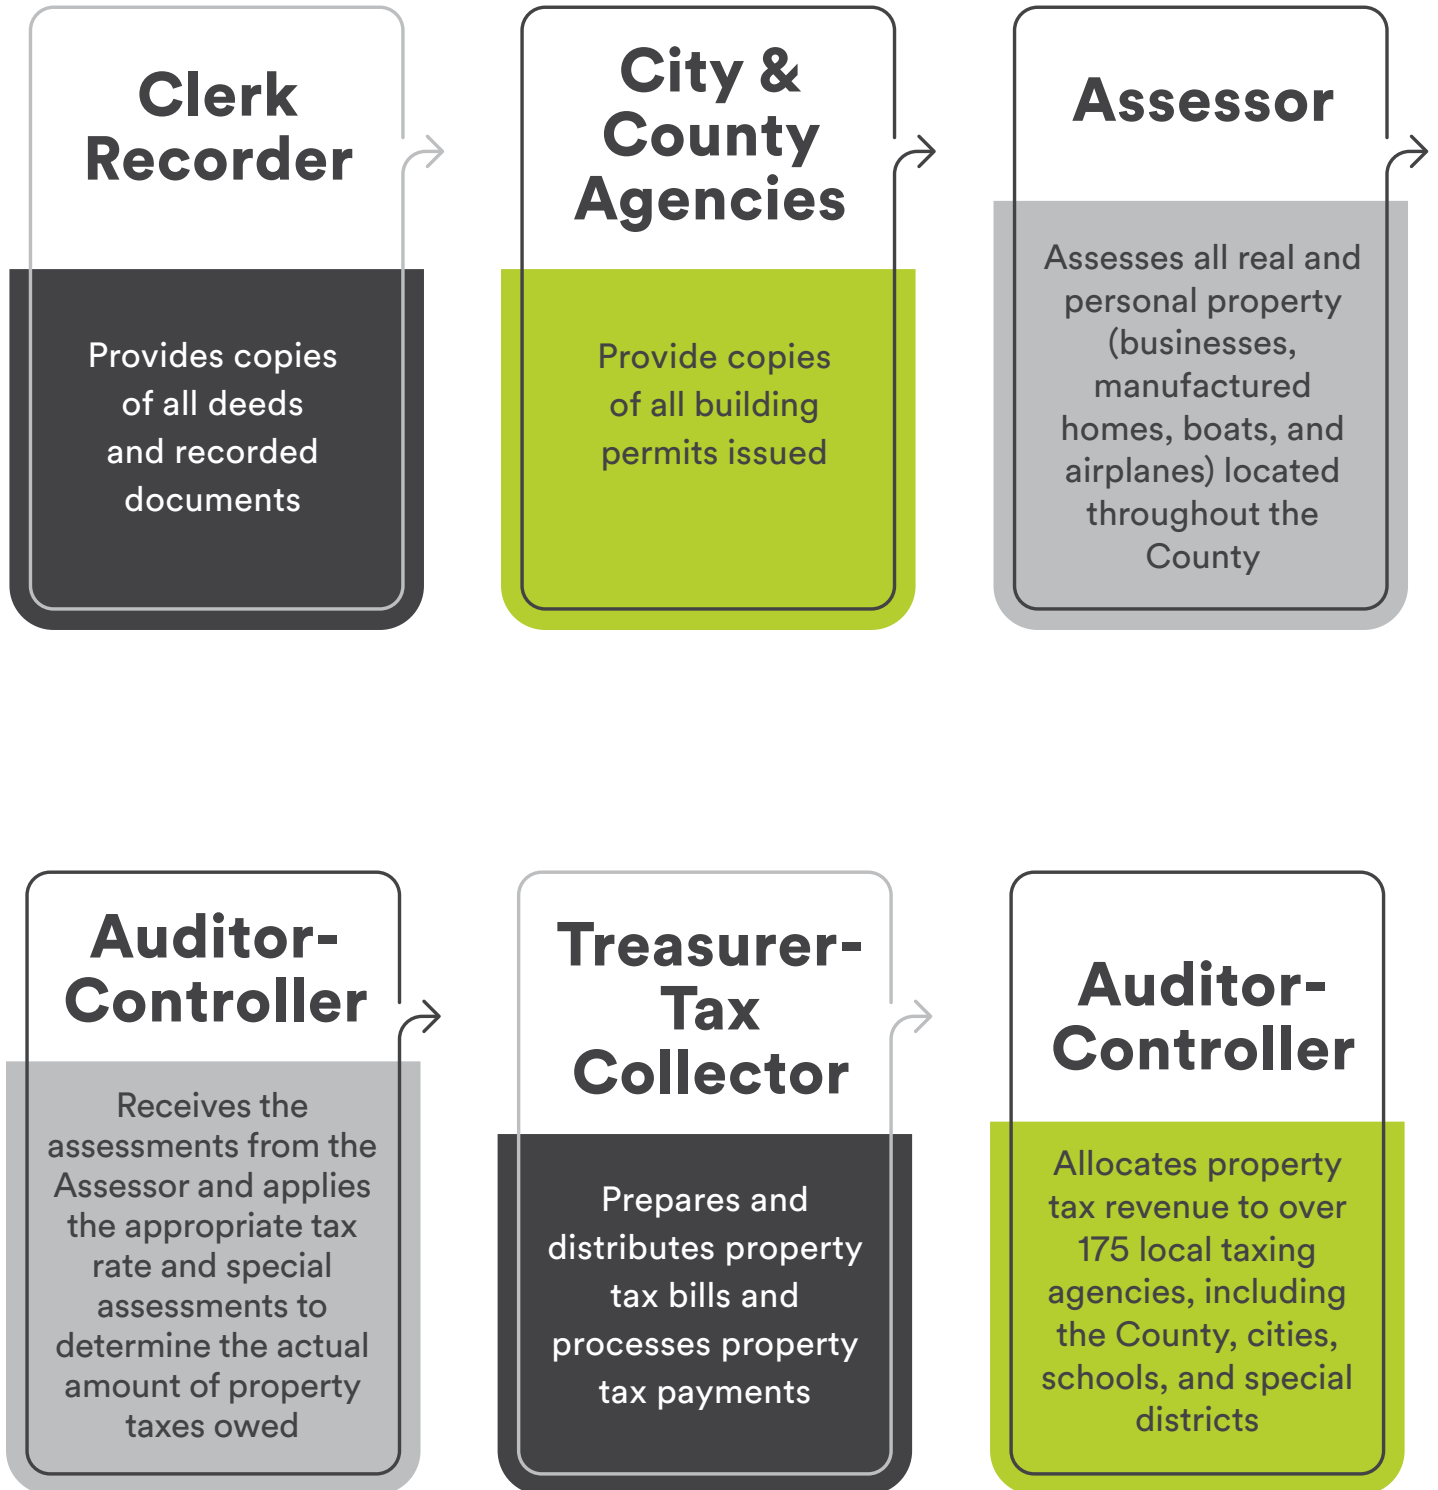 Clerk
Recorder
Provides copies
of all deeds
and recorded
documents
City &
County
Agencies
Provide copies
of all building
permits issued
Assessor
Assesses all real and
personal property
(businesses,
manufactured
homes, boats, and
airplanes) located
throughout the
County
Auditor-
Controller
Receives the
assessments from the
Assessor and applies
the appropriate tax
rate and special
assessments to
determine the actual
amount of property
taxes owed
Treasurer-
Tax
Collector
Prepares and
distributes property
tax bills and
processes property
tax payments
Auditor-
Controller
Allocates property
tax revenue to over
175 local taxing
agencies, including
the County, cities,
schools, and special
districts